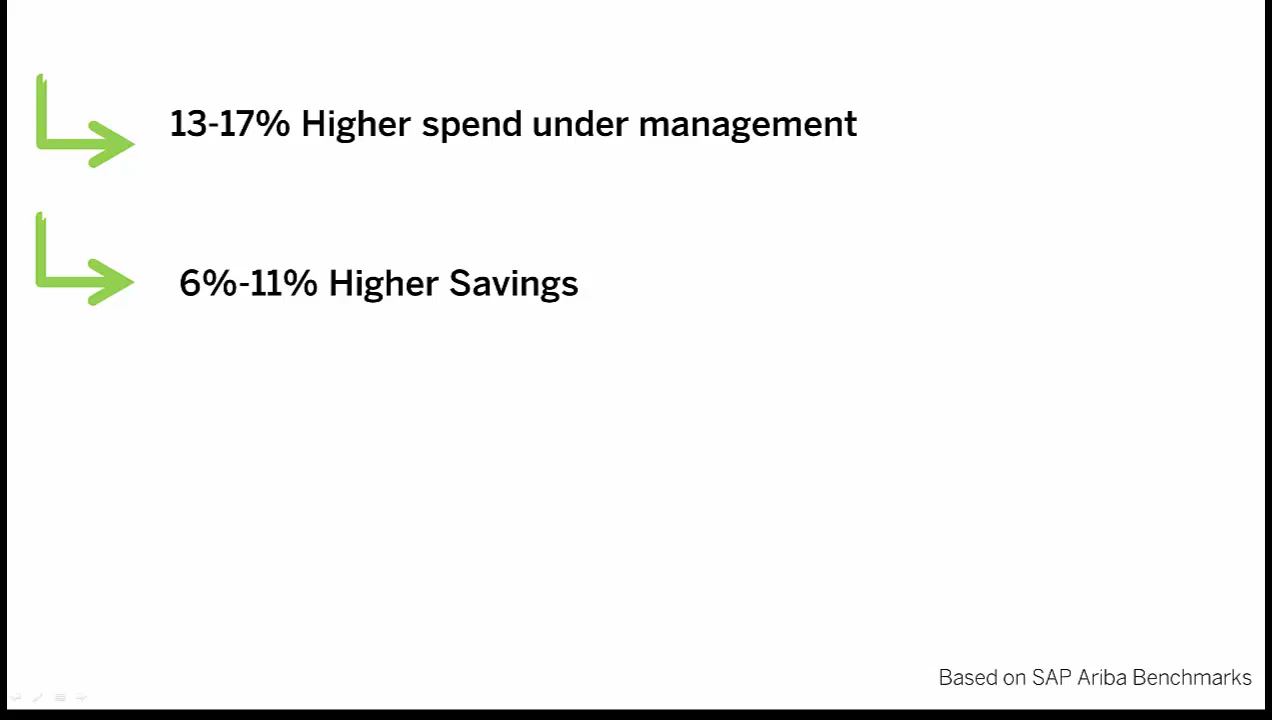 13-17% Higher spend under management
6%-11% Higher Savings
Based on SAP Ariba Benchmarks